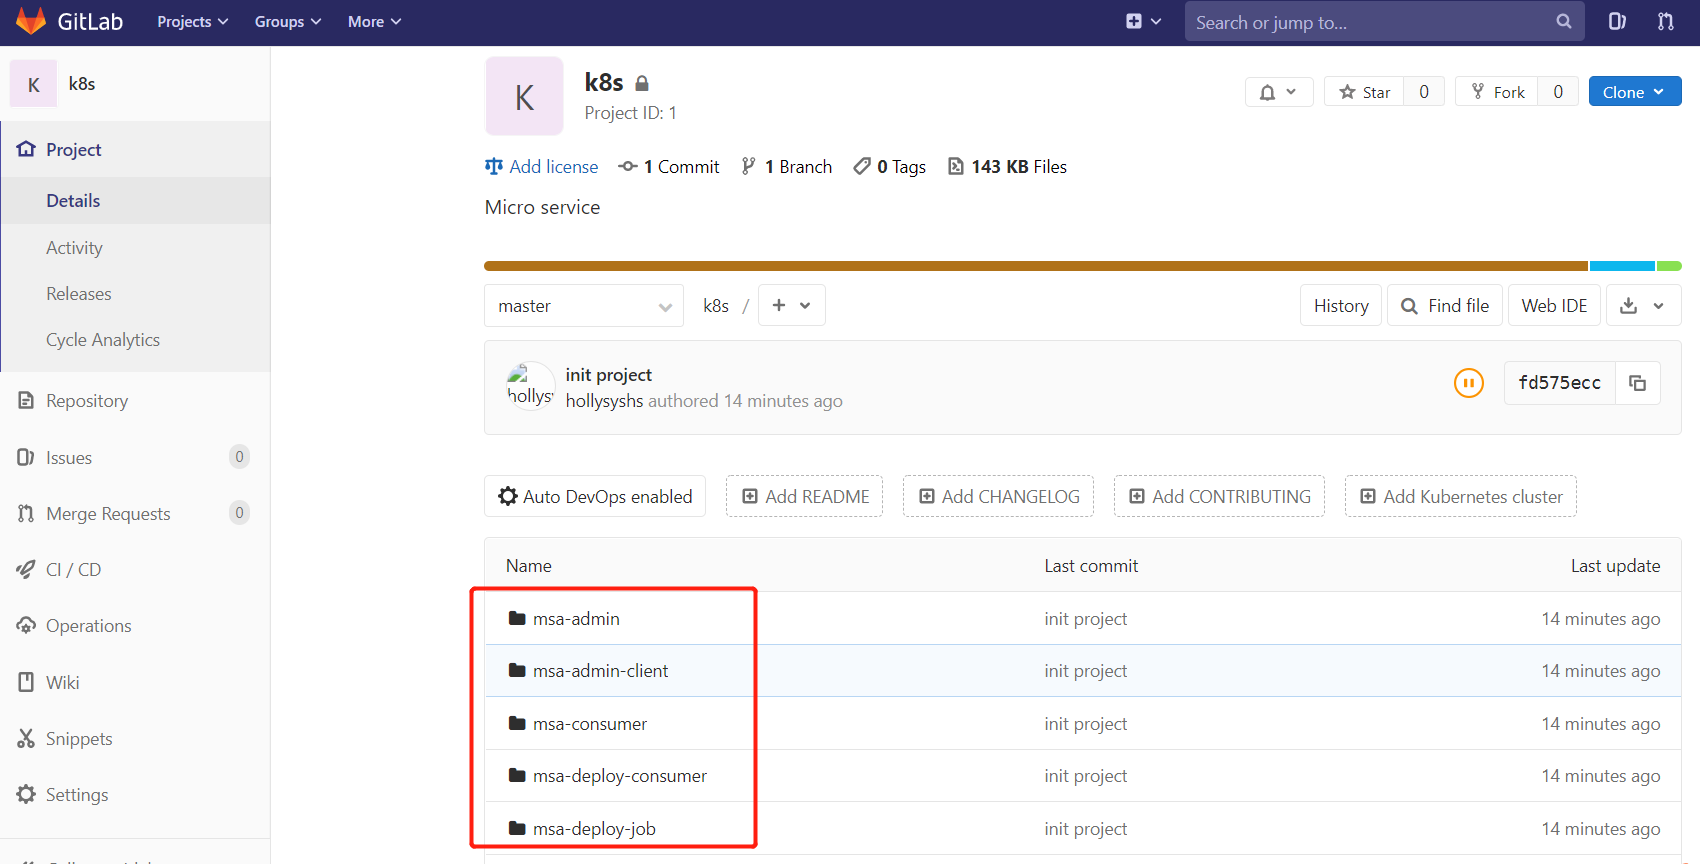 GitLab Projects Groups More Search or jump to...
K k8s
Project
Details
Activity
Releases
Cycle Analytics
Repository
Issues 0
Merge Requests 0
CI / CD
Operations
Wiki
Snippets
Settings
K
k8s
Project ID: 1
Star 0 Fork 0 Clone
Add license 1 Commit 1 Branch 0 Tags 143 KB Files
Micro service
master k8s / + History Find file Web IDE
hollys
init project
hollysyshs authored 14 minutes ago
fd575ecc
Auto DevOps enabled Add README Add CHANGELOG Add CONTRIBUTING Add Kubernetes cluster
Name Last commit Last update
msa-admin init project 14 minutes ago
msa-admin-client init project 14 minutes ago
msa-consumer init project 14 minutes ago
msa-deploy-consumer init project 14 minutes ago
msa-deploy-job init project 14 minutes ago